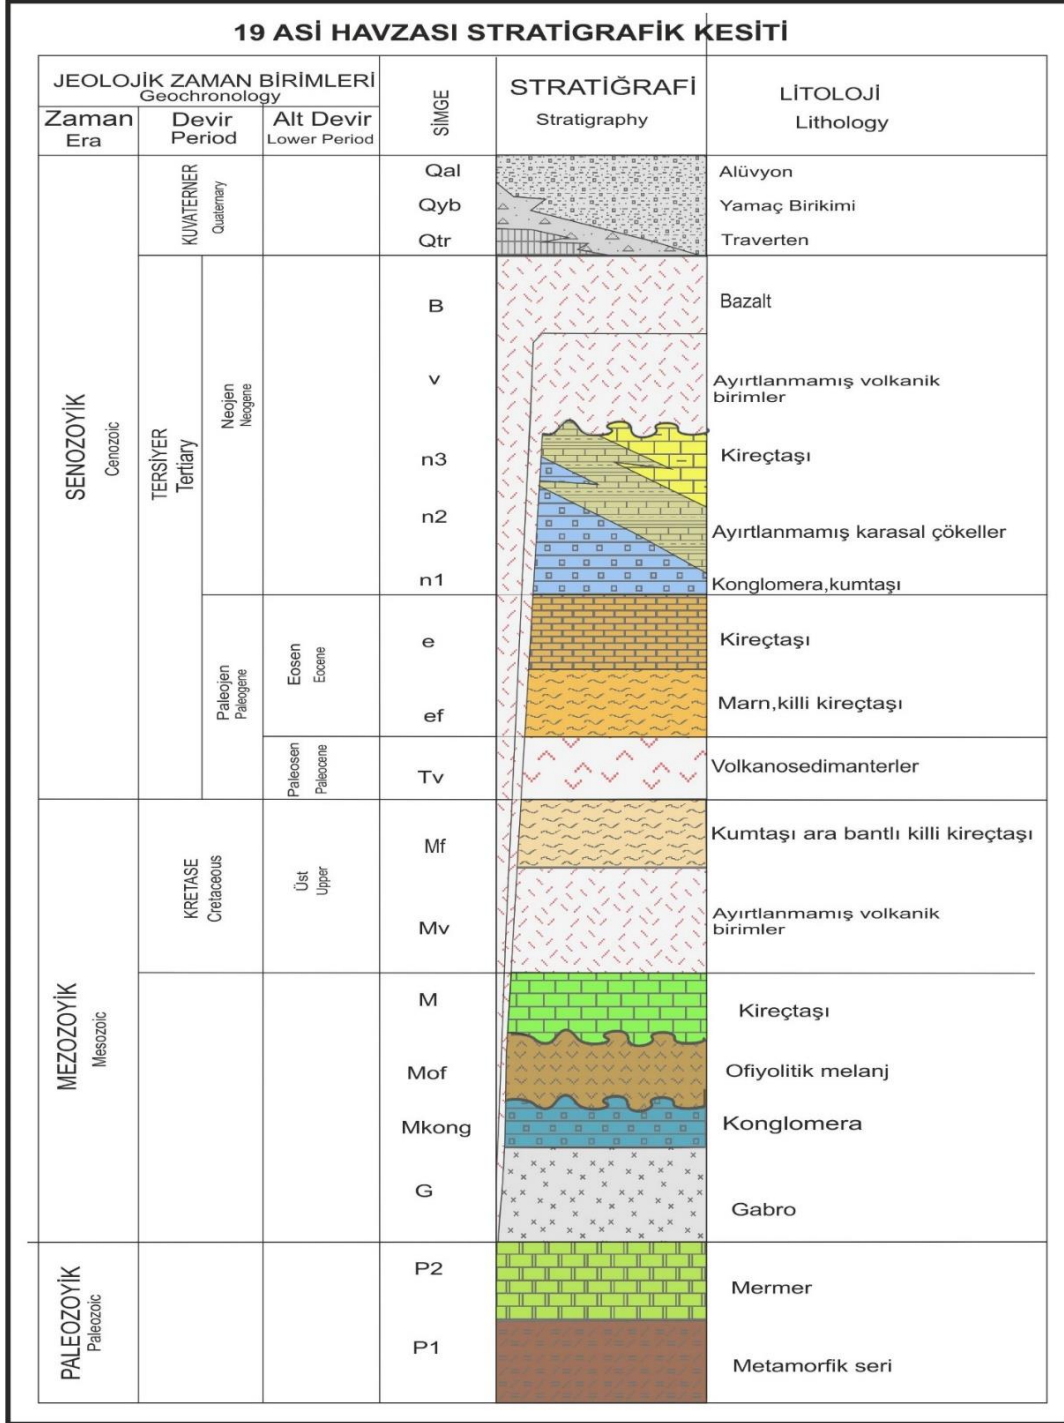 19 ASİ HAVZASI STRATİGRAFİK KESİTİ
JEOLOJİK ZAMAN BİRİMLERİ
Geochronology
Zaman
Era
Devir
Period
Alt Devir
Lower Period
SİMGE
STRATİĞRAFİ
Stratigraphy
LİTOLOJİ
Lithology
SENOZOYİK
Cenozoic
KUVATERNER
Quaternary
Qal
Alüvyon
Qyb
Yamaç Birikimi
Qtr
Traverten
TERSİYER
Tertiary
Neojen
Neogene
B
Bazalt
v
Ayırtlanmamış volkanik
birimler
n3
Kireçtaşı
n2
Ayırtlanmamış karasal çökeller
n1
Konglomera,kumtaşı
Paleojen
Paleogene
Eosen
Eocene
e
Kireçtaşı
ef
Marn,killi kireçtaşı
Paleosen
Paleocene
Tv
Volkanosedimanterler
MEZOZOYİK
Mesozoic
KRETASE
Cretaceous
Üst
Upper
Mf
Kumtaşı ara bantlı killi kireçtaşı
Mv
Ayırtlanmamış volkanik
birimler
M
Kireçtaşı
Mof
Ofiyolitik melanj
Mkong
Konglomera
G
Gabro
PALEOZOYİK
Paleozoic
P2
Mermer
P1
Metamorfik seri